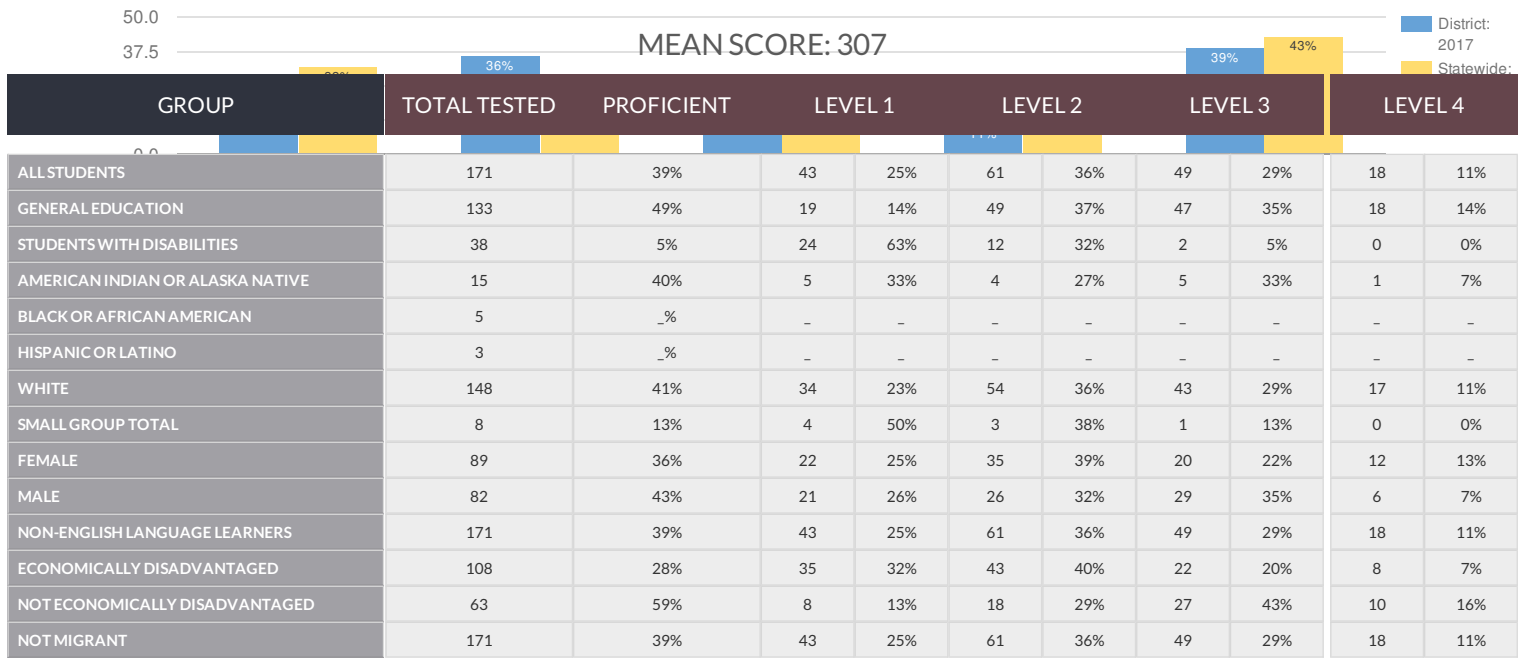 50.0
MEAN SCORE: 307
District:
2017
37.5
43%
39%
36%
Statewide:
GROUP TOTAL TESTED PROFICIENT LEVEL 1 LEVEL 2 LEVEL 3 LEVEL 4
0.0
ALL STUDENTS 171 39% 43 25% 61 36% 49 29% 18 11%
GENERAL EDUCATION 133 49% 19 14% 49 37% 47 35% 18 14%
STUDENTS WITH DISABILITIES 38 5% 24 63% 12 32% 2 5% 0 0%
AMERICAN INDIAN OR ALASKA NATIVE 15 40% 5 33% 4 27% 5 33% 1 7%
BLACK OR AFRICAN AMERICAN 5 _% _ _ _ _ _ _ _ _
HISPANIC OR LATINO 3 _% _ _ _ _ _ _ _ _
WHITE 148 41% 34 23% 54 36% 43 29% 17 11%
SMALL GROUP TOTAL 8 13% 4 50% 3 38% 1 13% 0 0%
FEMALE 89 36% 22 25% 35 39% 20 22% 12 13%
MALE 82 43% 21 26% 26 32% 29 35% 6 7%
NON-ENGLISH LANGUAGE LEARNERS 171 39% 43 25% 61 36% 49 29% 18 11%
ECONOMICALLY DISADVANTAGED 108 28% 35 32% 43 40% 22 20% 8 7%
NOT ECONOMICALLY DISADVANTAGED 63 59% 8 13% 18 29% 27 43% 10 16%
NOT MIGRANT 171 39% 43 25% 61 36% 49 29% 18 11%